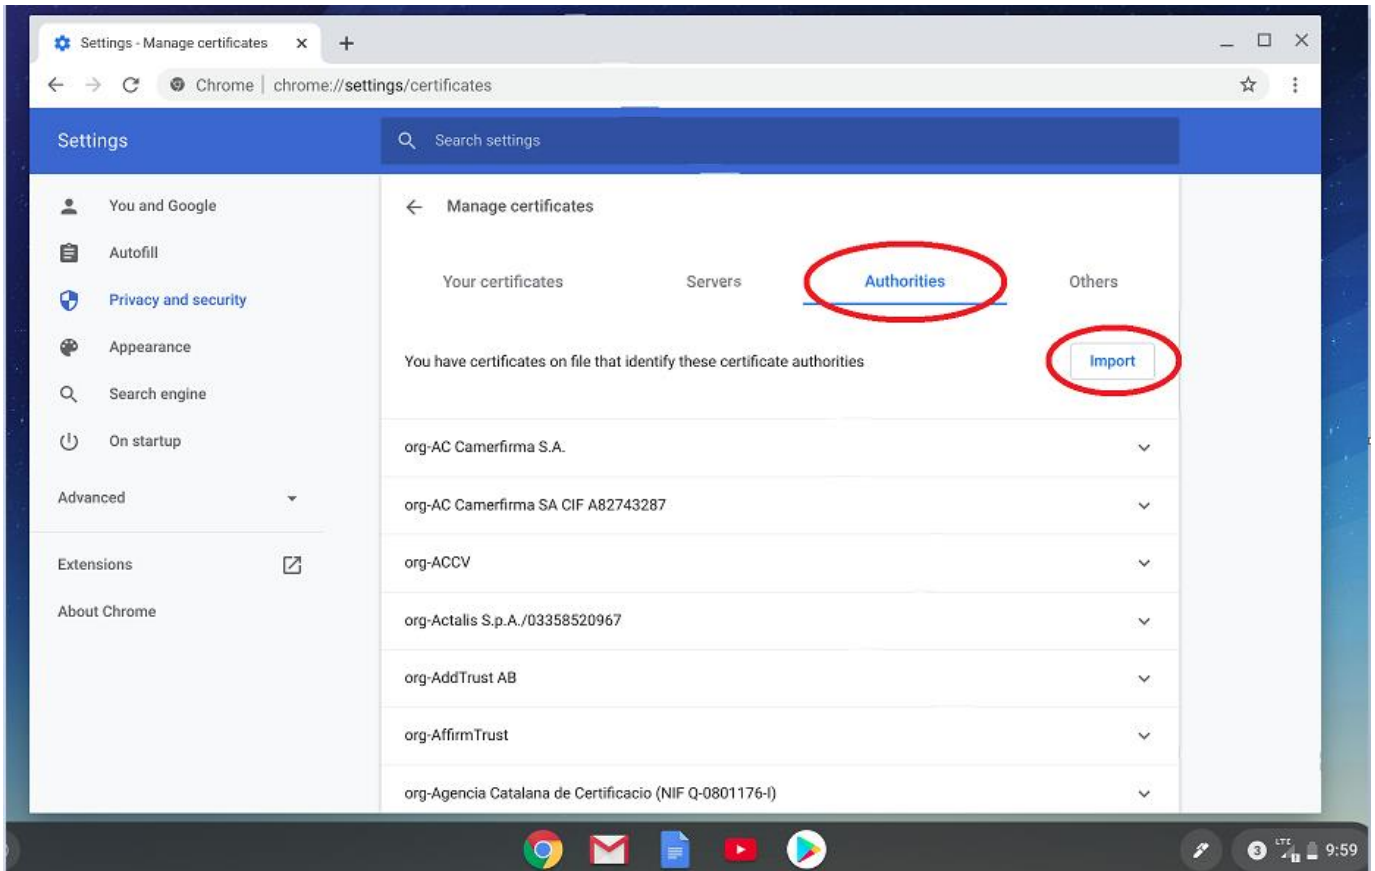 Settings - Manage certificates
Chrome | chrome://settings/certificates
Settings
Search settings
You and Google
Autofill
Privacy and security
Appearance
Search engine
On startup
Advanced
Extensions
About Chrome
Manage certificates
Your certificates
Servers
Authorities
Others
You have certificates on file that identify these certificate authorities
Import
org-AC Camerfirma S.A.
org-AC Camerfirma SA CIF A82743287
org-ACCV
org-Actalis S.p.A./03358520967
org-AddTrust AB
org-AffirmTrust
org-Agencia Catalana de Certificacio (NIF Q-0801176-I)
3
LTE
9:59